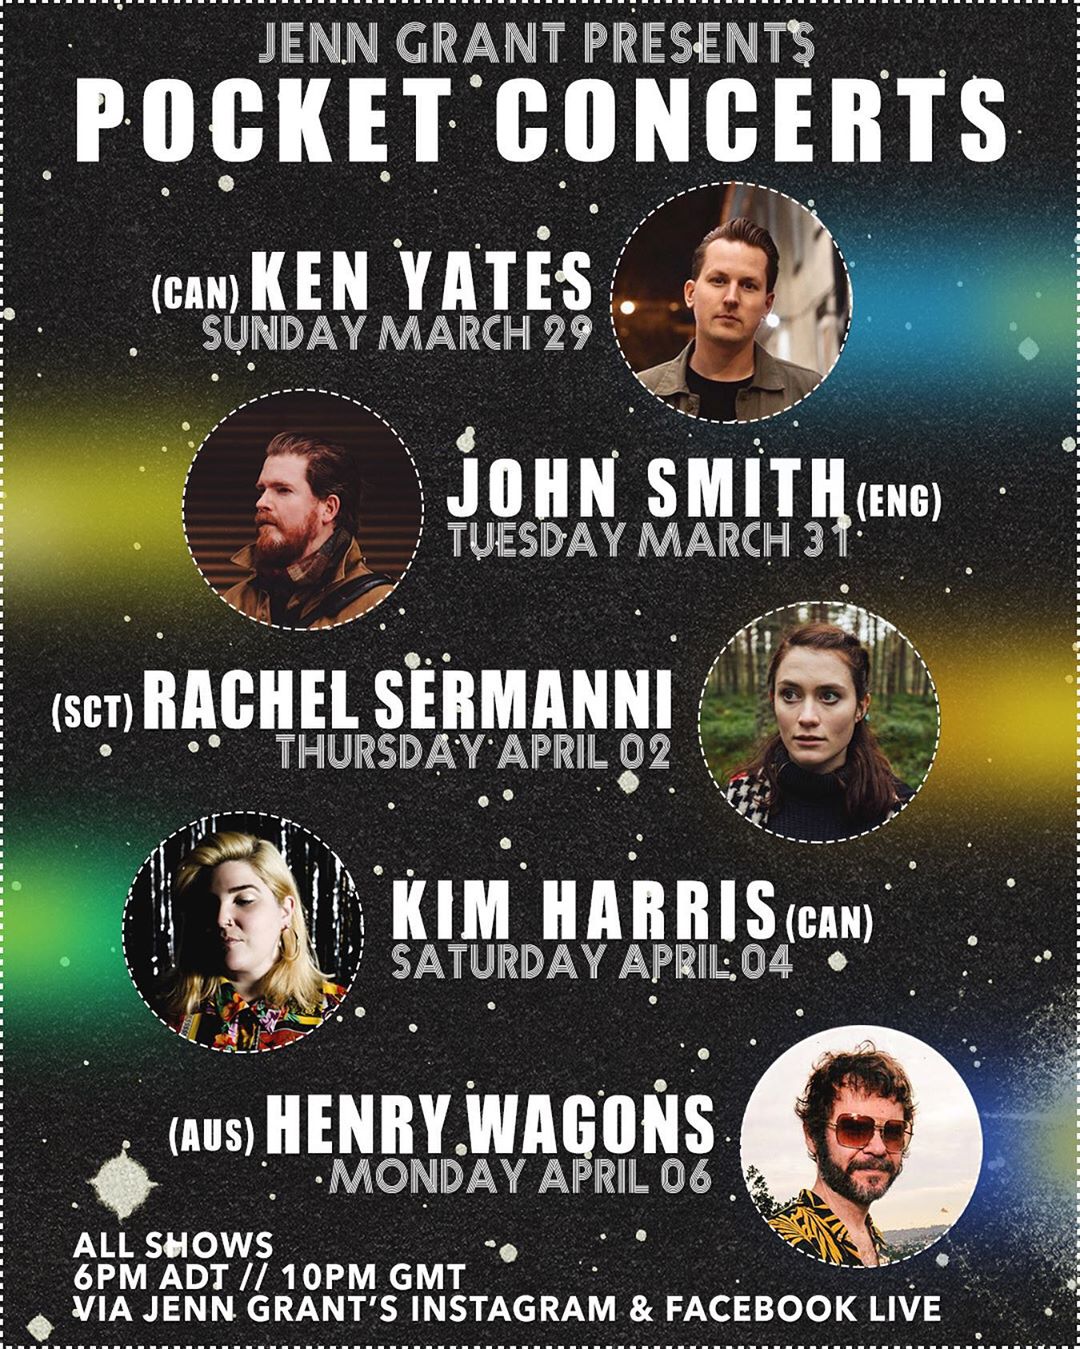 JENN GRANT PRESENTS
POCKET CONCERTS
(CAN) KEN YATES
SUNDAY MARCH 29
JOHN SMITH (ENG)
TUESDAY MARCH 31
(SCT) RACHEL SERMANNI
THURSDAY APRIL 02
KIM HARRIS (CAN)
SATURDAY APRIL 04
(AUS) HENRY WAGONS
MONDAY APRIL 06
ALL SHOWS
6PM ADT // 10PM GMT
VIA JENN GRANT'S INSTAGRAM & FACEBOOK LIVE